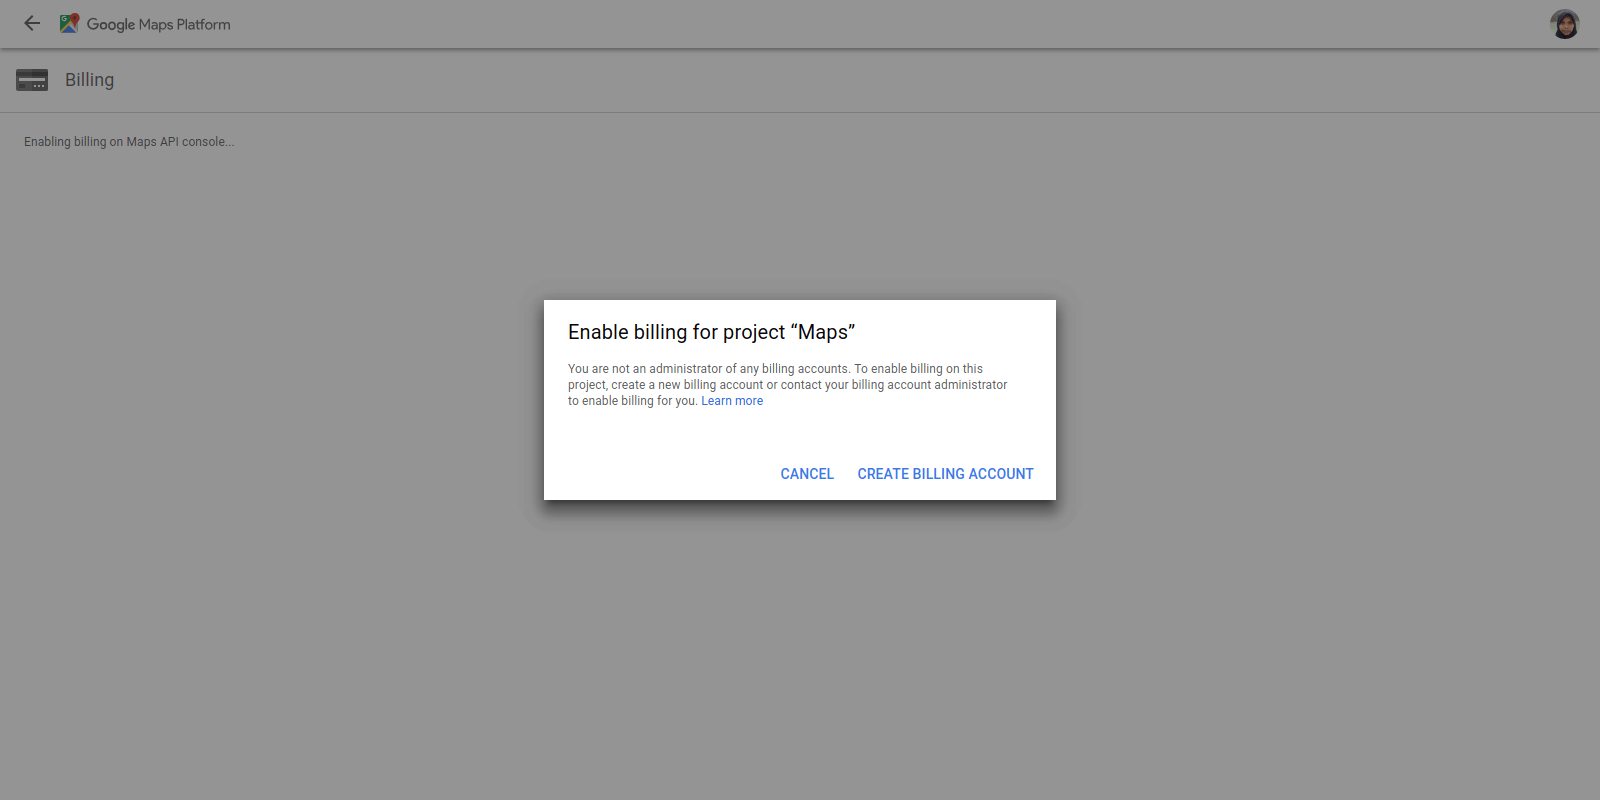 Google Maps Platform
Billing
Enabling billing on Maps API console...
Enable billing for project “Maps”
You are not an administrator of any billing accounts. To enable billing on this
project, create a new billing account or contact your billing account administrator
to enable billing for you. Learn more
CANCEL CREATE BILLING ACCOUNT